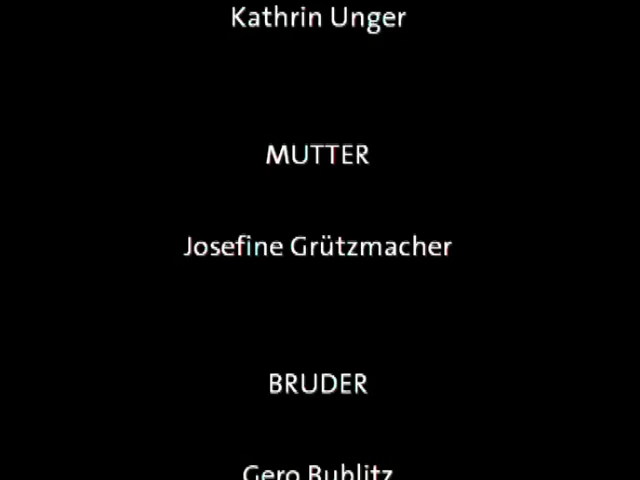 Kathrin Unger
MUTTER
Josefine Grützmacher
BRUDER
Gero Bublitz